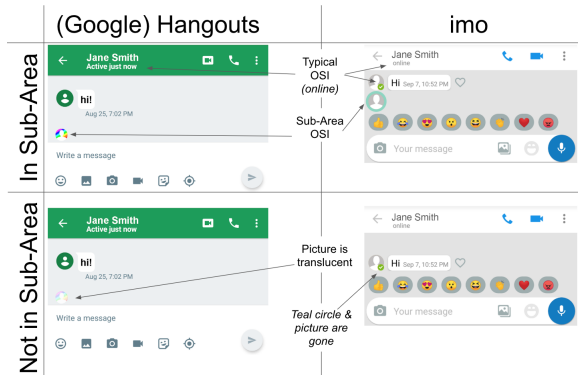 (Google) Hangouts
imo
In Sub-Area
Jane Smith
Active just now
hi!
Aug 25, 7:02 PM
Write a message
Typical
OSI
(online)
Sub-Area
OSI
Jane Smith
online
Hi Sep 7, 10:52 PM
Your message
Not in Sub-Area
Jane Smith
Active just now
hi!
Aug 25, 7:02 PM
Write a message
Picture is
translucent
Teal circle &
picture are
gone
Jane Smith
online
Hi Sep 7, 10:52 PM
Your message